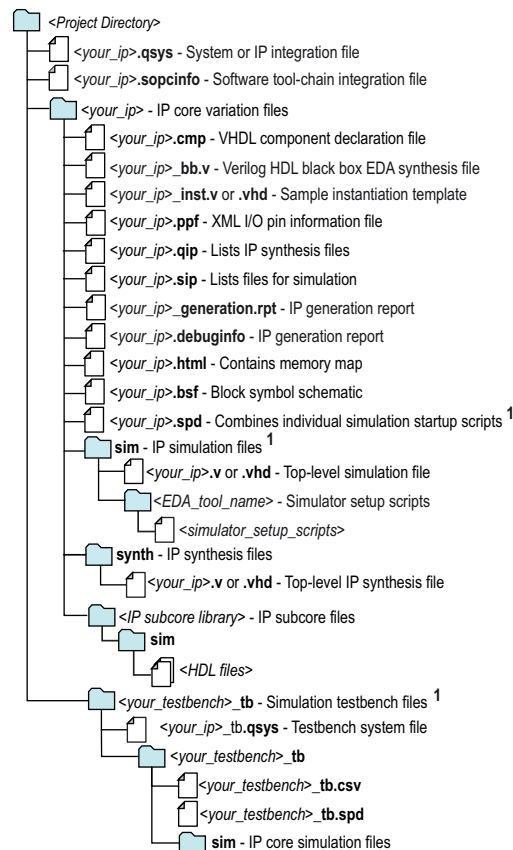 <Project Directory>
<your_ip>.qsys - System or IP integration file
<your_ip>.sopcinfo - Software tool-chain integration file
<your_ip> - IP core variation files
<your_ip>.cmp - VHDL component declaration file
<your_ip>_bb.v - Verilog HDL black box EDA synthesis file
<your_ip>_inst.v or .vhd - Sample instantiation template
<your_ip>.ppf - XML I/O pin information file
<your_ip>.qip - Lists IP synthesis files
<your_ip>.sip - Lists files for simulation
<your_ip>_generation.rpt - IP generation report
<your_ip>.debuginfo - IP generation report
<your_ip>.html - Contains memory map
<your_ip>.bsf - Block symbol schematic
<your_ip>.spd - Combines individual simulation startup scripts 1
sim - IP simulation files 1
<your_ip>.v or .vhd - Top-level simulation file
<EDA_tool_name> - Simulator setup scripts
<simulator_setup_scripts>
synth - IP synthesis files
<your_ip>.v or .vhd - Top-level IP synthesis file
<IP subcore library> - IP subcore files
sim
<HDL files>
<your_testbench>_tb - Simulation testbench files 1
<your_ip>_tb.qsys - Testbench system file
<your_testbench>_tb
<your_testbench>_tb.csv
<your_testbench>_tb.spd
sim - IP core simulation files